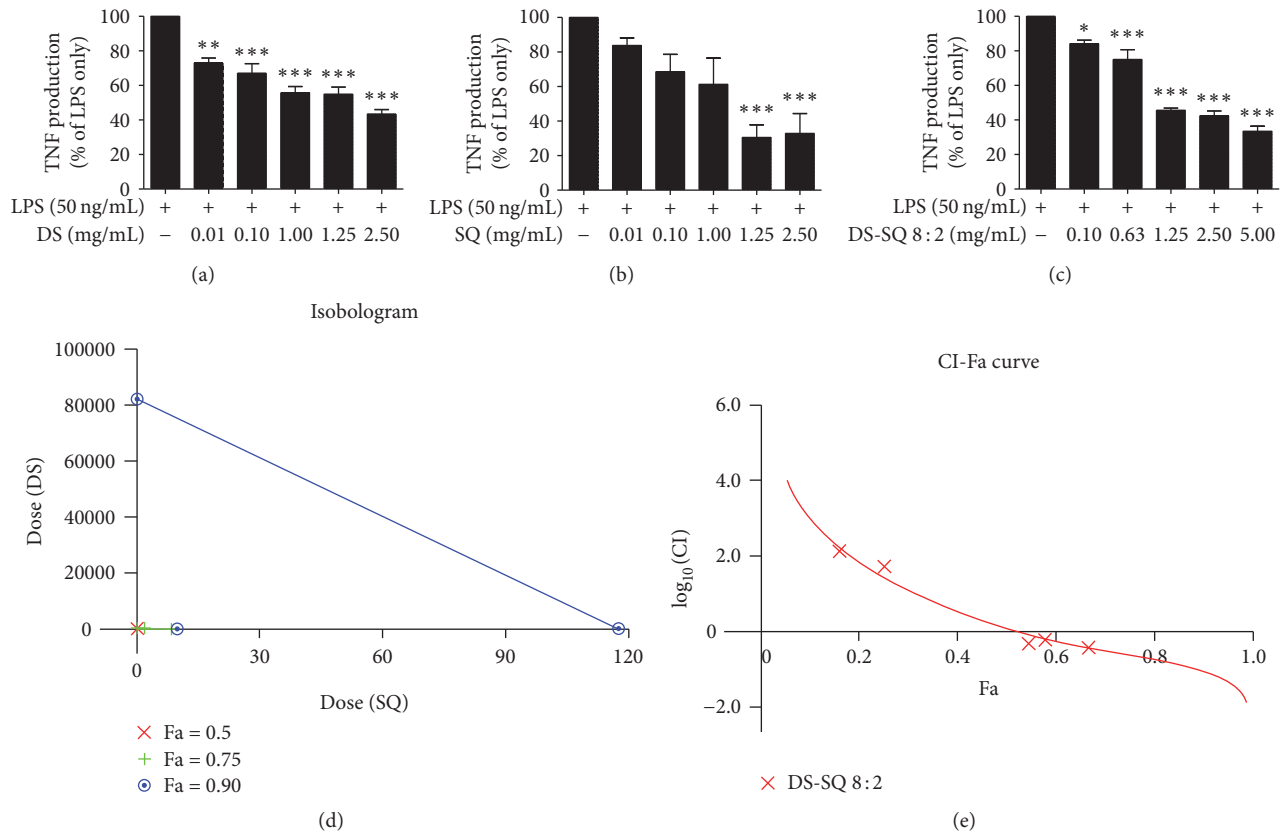 100
80
60
40
20
0
TNF production
(% of LPS only)
** *** *** *** ***
LPS (50 ng/mL) + + + + + +
DS (mg/mL) − 0.01 0.10 1.00 1.25 2.50
(a)
100
80
60
40
20
0
TNF production
(% of LPS only)
*** ***
LPS (50 ng/mL) + + + + + +
SQ (mg/mL) − 0.01 0.10 1.00 1.25 2.50
(b)
100
80
60
40
20
0
TNF production
(% of LPS only)
* *** *** *** ***
LPS (50 ng/mL) + + + + + +
DS-SQ 8 : 2 (mg/mL) − 0.10 0.63 1.25 2.50 5.00
(c)
Isobologram
100000
80000
60000
40000
20000
0
Dose (DS)
0 30 60 90 120
Dose (SQ)
Fa = 0.5
Fa = 0.75
Fa = 0.90
(d)
CI-Fa curve
6.0
4.0
2.0
0
−2.0
log₁₀(CI)
0 0.2 0.4 0.6 0.8 1.0
Fa
DS-SQ 8 : 2
(e)